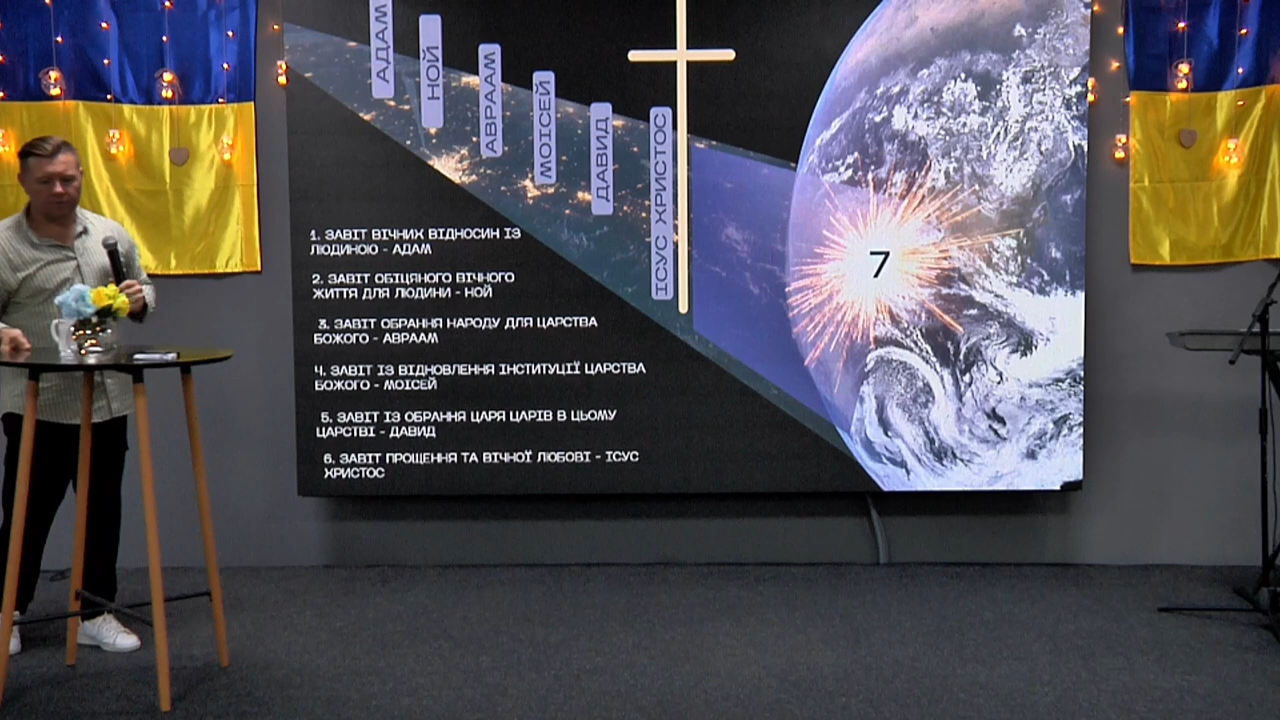 АДАМ
НОЙ
АВРААМ
МОІСЕЙ
ДАВИД
ІСУС ХРИСТОС
7
1. ЗАВІТ ВІЧНИХ ВІДНОСИН ІЗ
ЛЮДИНОЮ - АДАМ
2. ЗАВІТ ОБІЦЯНОГО ВІЧНОГО
ЖИТТЯ ДЛЯ ЛЮДИНИ - НОЙ
3. ЗАВІТ ОБРАННЯ НАРОДУ ДЛЯ ЦАРСТВА
БОЖОГО - АВРААМ
4. ЗАВІТ ІЗ ВІДНОВЛЕННЯ ІНСТИТУЦІЇ ЦАРСТВА
БОЖОГО - МОІСЕЙ
5. ЗАВІТ ІЗ ОБРАННЯ ЦАРЯ ЦАРІВ В ЦЬОМУ
ЦАРСТВІ - ДАВИД
6. ЗАВІТ ПРОЩЕННЯ ТА ВІЧНОЇ ЛЮБОВІ - ІСУС
ХРИСТОС